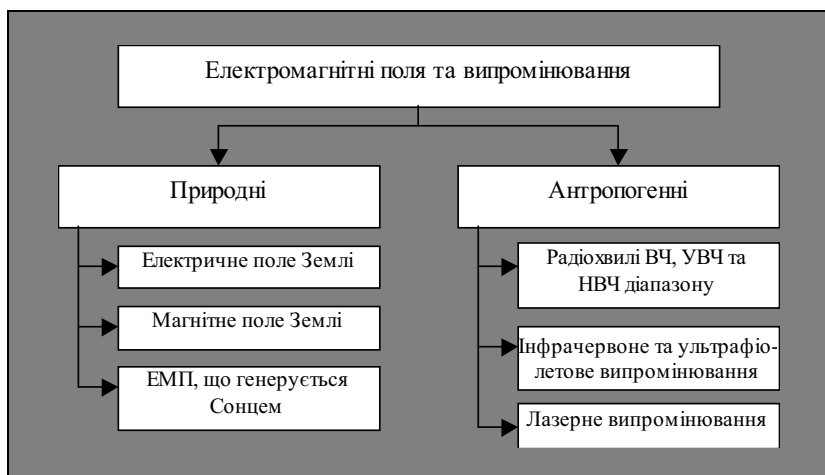 Електромагнітні поля та випромінювання
Природні
Електричне поле Землі
Магнітне поле Землі
ЕМП, що генерується
Сонцем
Антропогенні
Радіохвилі ВЧ, УВЧ та
НВЧ діапазону
Інфрачервоне та ультрафіо-
летове випромінювання
Лазерне випромінювання